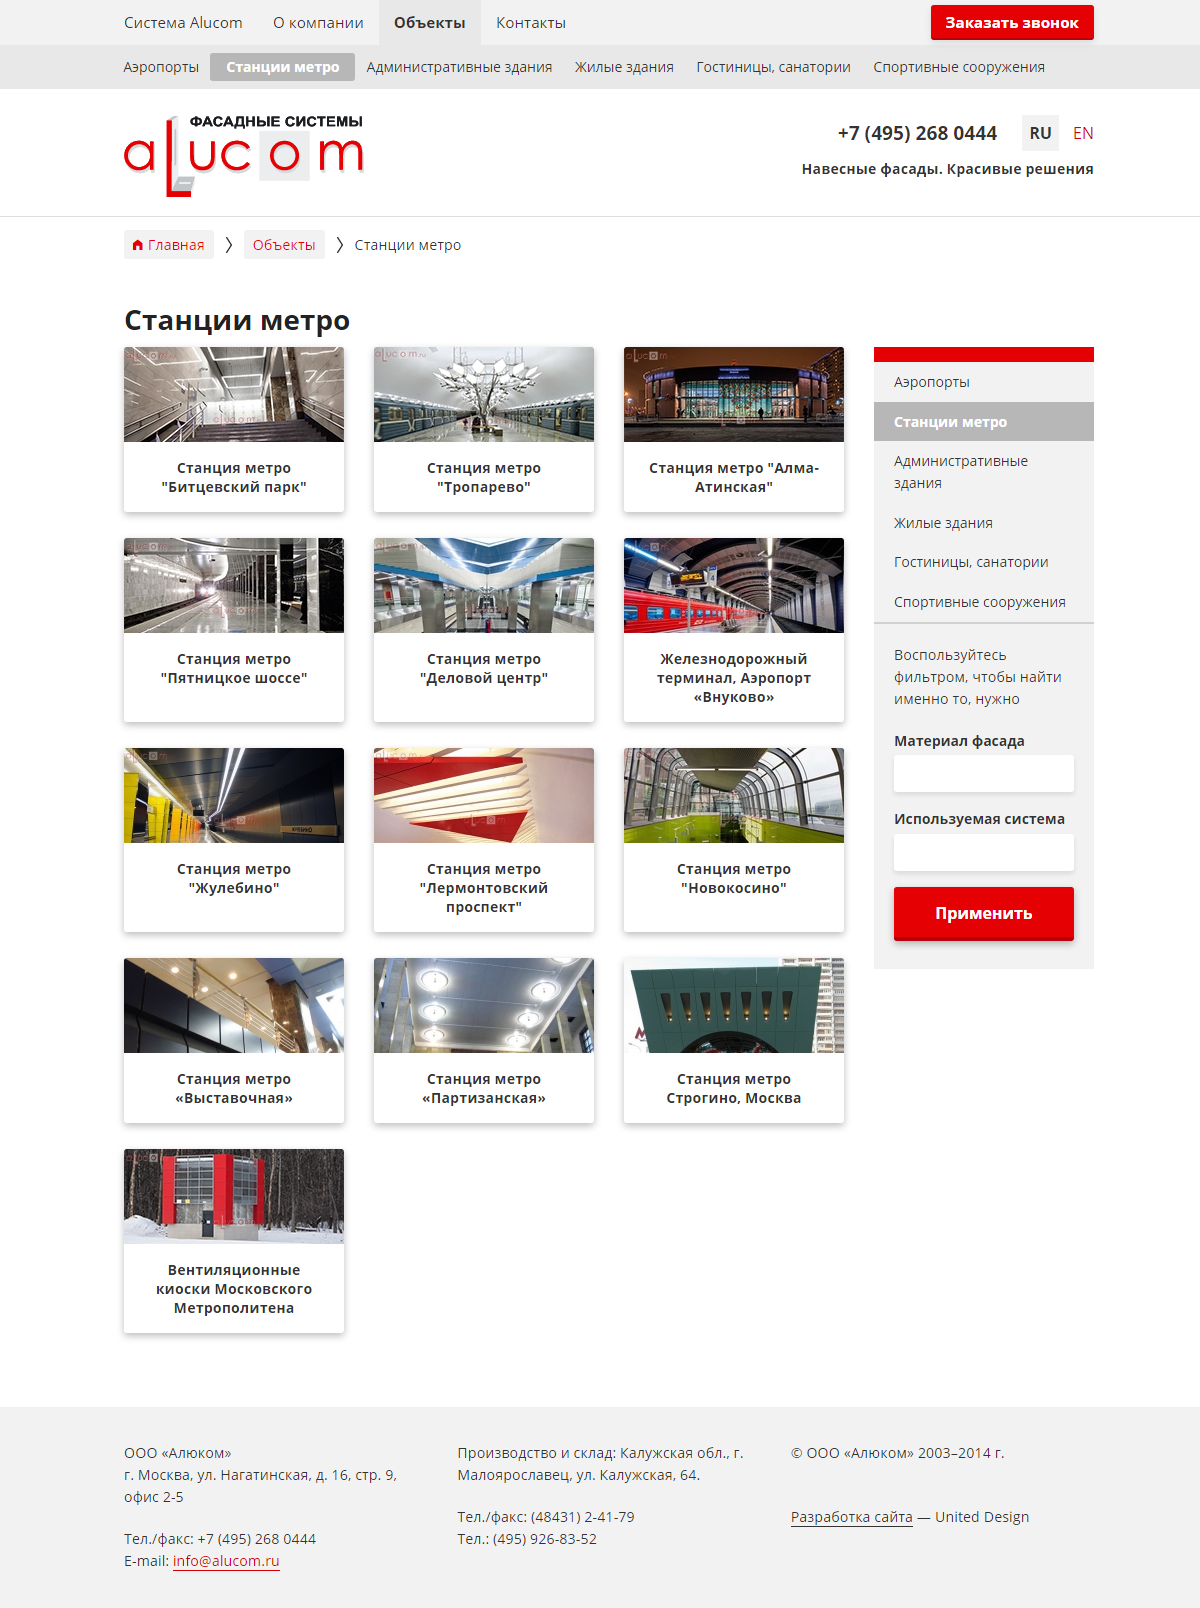 Система Alucom О компании Объекты Контакты Заказать звонок
Аэропорты Станции метро Административные здания Жилые здания Гостиницы, санатории Спортивные сооружения
ФАСАДНЫЕ СИСТЕМЫ
aLucom
+7 (495) 268 0444 RU EN
Навесные фасады. Красивые решения
Главная Объекты Станции метро
Станции метро
Станция метро
"Битцевский парк"
Станция метро
"Тропарево"
Станция метро "Алма-
Атинская"
Станция метро
"Пятницкое шоссе"
Станция метро
"Деловой центр"
Железнодорожный
терминал, Аэропорт
«Внуково»
Станция метро
"Жулебино"
Станция метро
"Лермонтовский
проспект"
Станция метро
"Новокосино"
Станция метро
«Выставочная»
Станция метро
«Партизанская»
Станция метро
Строгино, Москва
Вентиляционные
киоски Московского
Метрополитена
Аэропорты
Станции метро
Административные
здания
Жилые здания
Гостиницы, санатории
Спортивные сооружения
Воспользуйтесь
фильтром, чтобы найти
именно то, нужно
Материал фасада
Используемая система
Применить
ООО «Алюком»
г. Москва, ул. Нагатинская, д. 16, стр. 9,
офис 2-5
Тел./факс: +7 (495) 268 0444
E-mail: info@alucom.ru
Производство и склад: Калужская обл., г.
Малоярославец, ул. Калужская, 64.
Тел./факс: (48431) 2-41-79
Тел.: (495) 926-83-52
© ООО «Алюком» 2003–2014 г.
Разработка сайта — United Design